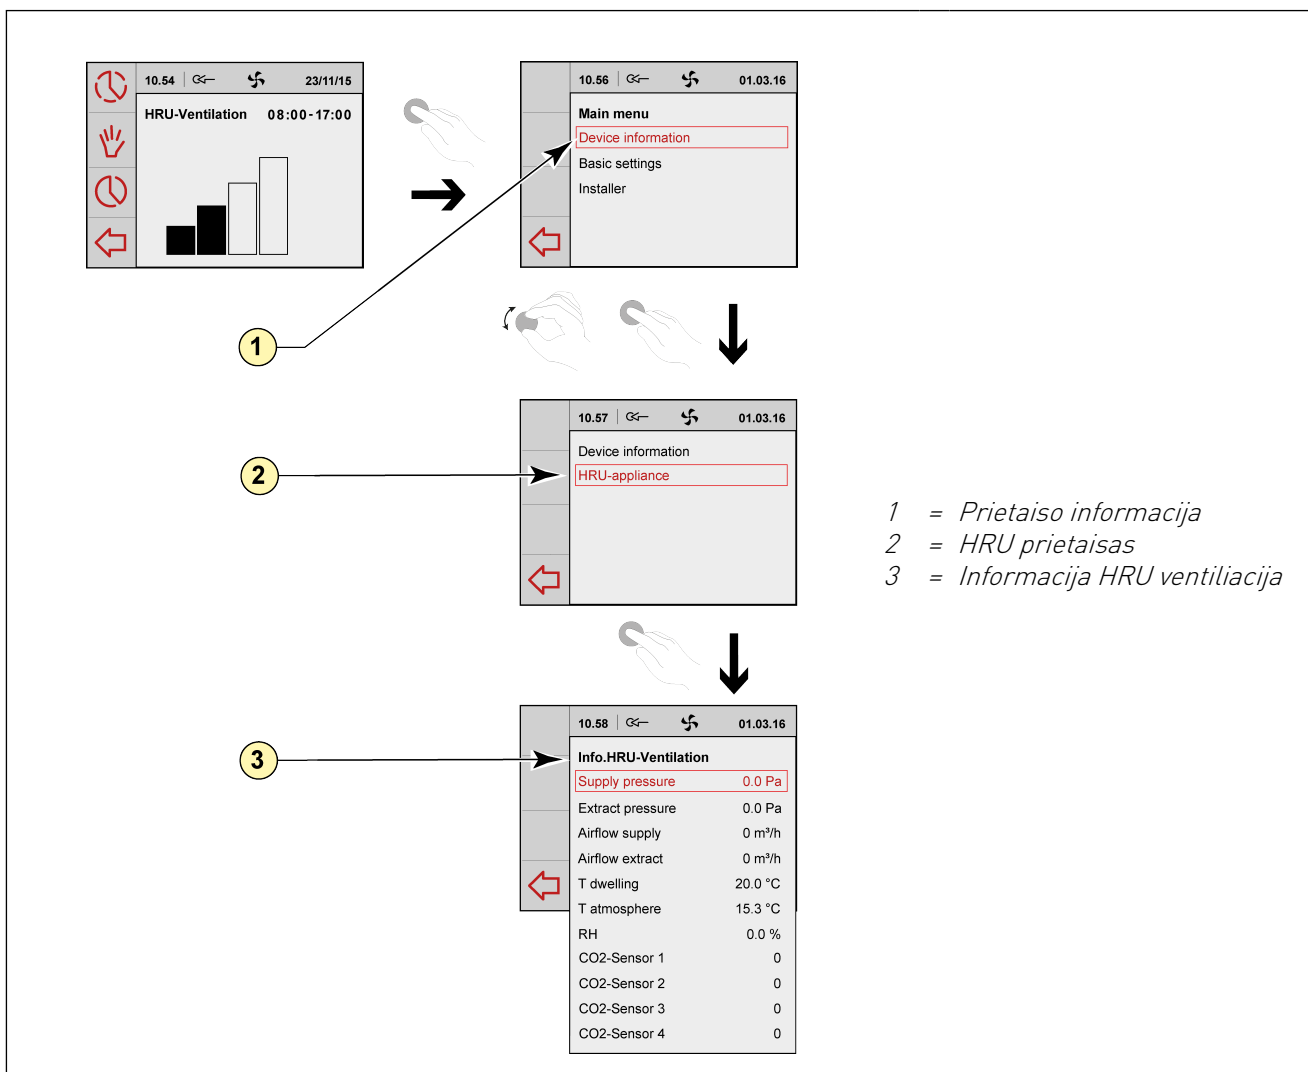 10.54 23/11/15
HRU-Ventilation 08:00-17:00
10.56 01.03.16
Main menu
Device information
Basic settings
Installer
1
10.57 01.03.16
Device information
HRU-appliance
2
1 = Prietaiso informacija
2 = HRU prietaisas
3 = Informacija HRU ventiliacija
10.58 01.03.16
3
Info.HRU-Ventilation
Supply pressure 0.0 Pa
Extract pressure 0.0 Pa
Airflow supply 0 m³/h
Airflow extract 0 m³/h
T dwelling 20.0 °C
T atmosphere 15.3 °C
RH 0.0 %
CO2-Sensor 1 0
CO2-Sensor 2 0
CO2-Sensor 3 0
CO2-Sensor 4 0